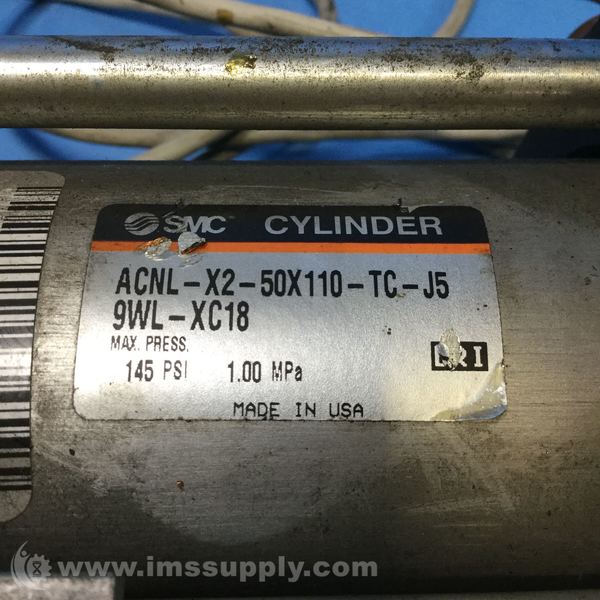 SMC CYLINDER
ACNL-X2-50X110-TC-J5
9WL-XC18
MAX. PRESS.
145 PSI 1.00 MPa
MADE IN USA
www.imssupply.com